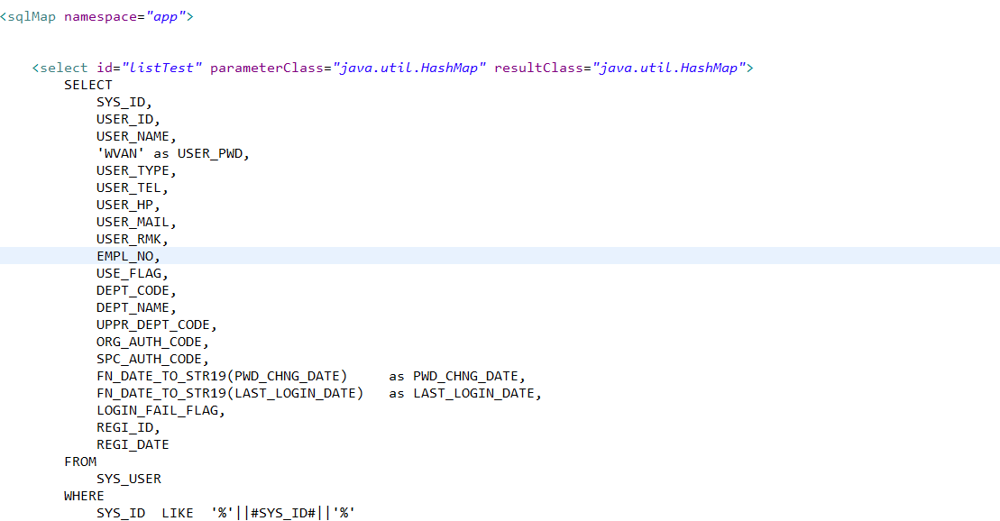 <sqlMap namespace="app">
<select id="listTest" parameterClass="java.util.HashMap" resultClass="java.util.HashMap">
SELECT
SYS_ID,
USER_ID,
USER_NAME,
'WVAN' as USER_PWD,
USER_TYPE,
USER_TEL,
USER_HP,
USER_MAIL,
USER_RMK,
EMPL_NO,
USE_FLAG,
DEPT_CODE,
DEPT_NAME,
UPPR_DEPT_CODE,
ORG_AUTH_CODE,
SPC_AUTH_CODE,
FN_DATE_TO_STR19(PWD_CHNG_DATE) as PWD_CHNG_DATE,
FN_DATE_TO_STR19(LAST_LOGIN_DATE) as LAST_LOGIN_DATE,
LOGIN_FAIL_FLAG,
REGI_ID,
REGI_DATE
FROM
SYS_USER
WHERE
SYS_ID LIKE '%'||#SYS_ID#||'%'